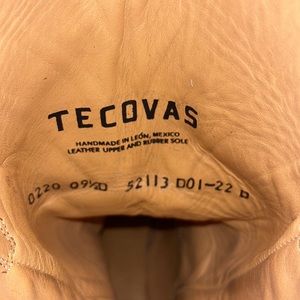 TECOVAS
HANDMADE IN LEÓN, MEXICO
LEATHER UPPER AND RUBBER SOLE
0220 09½D 52113 D01-22 D